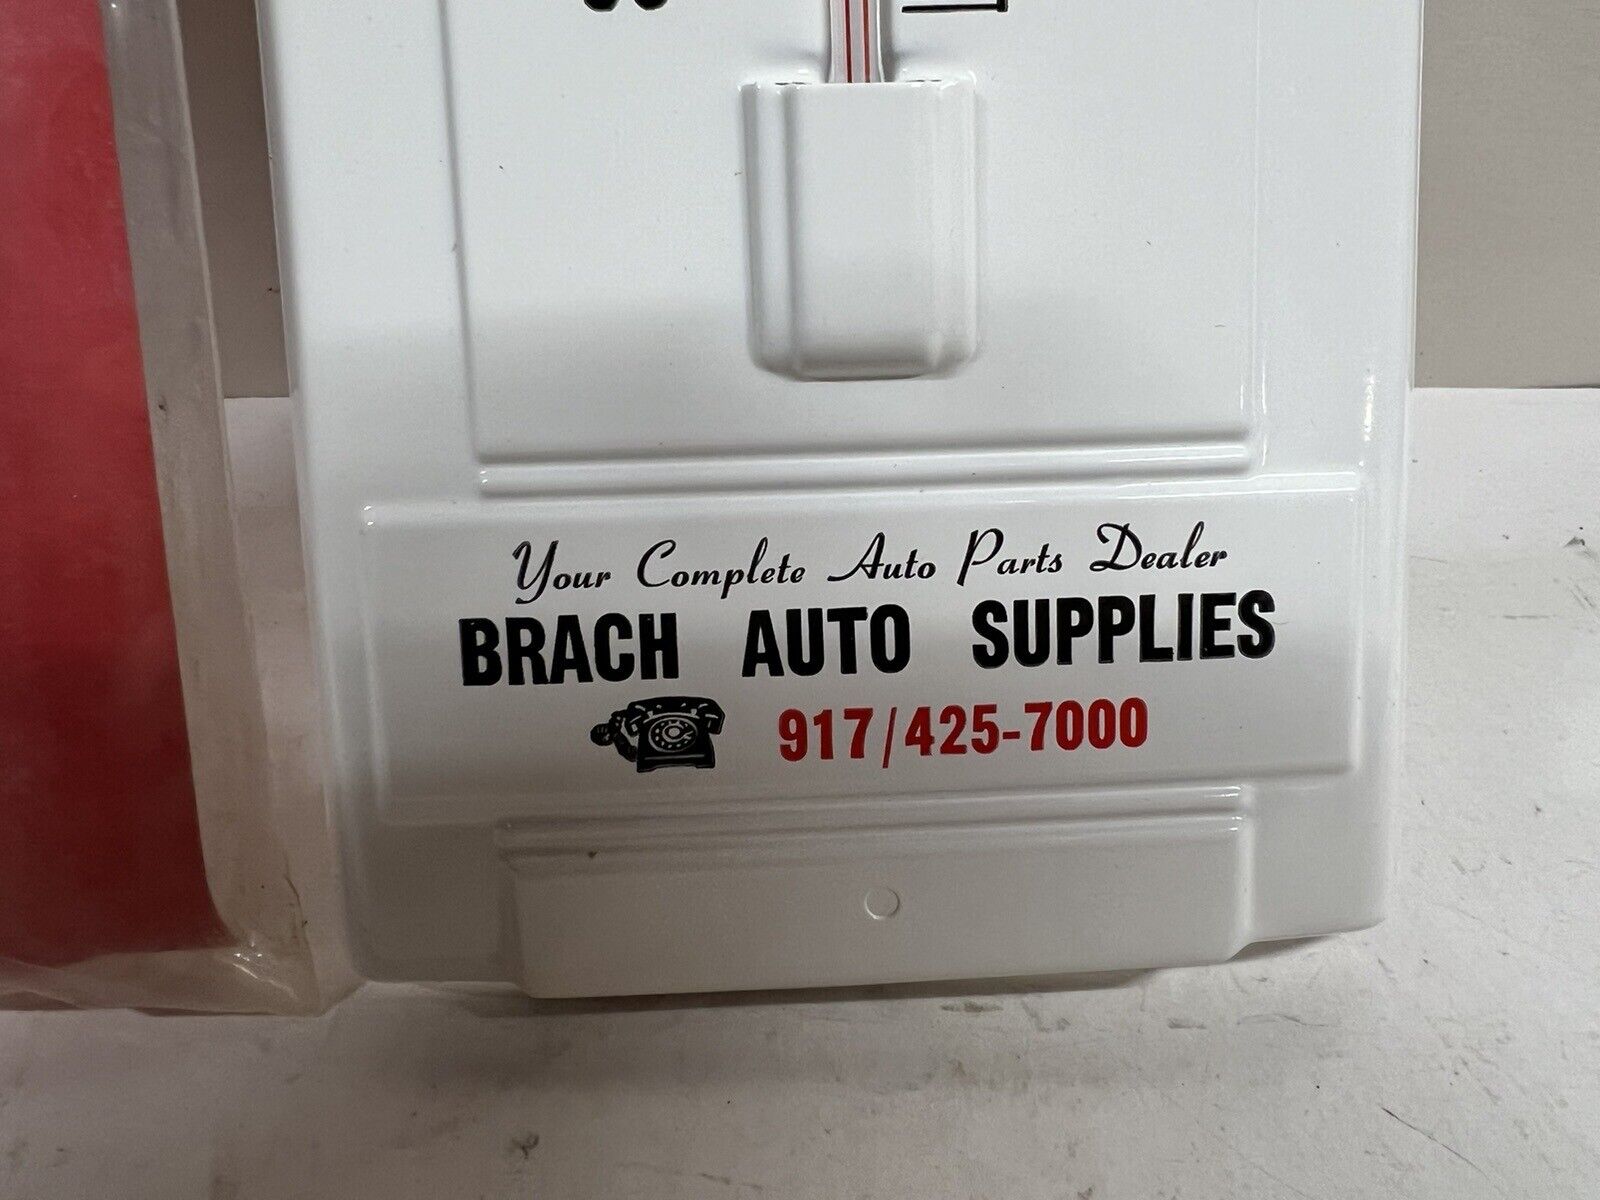 Your Complete Auto Parts Dealer
BRACH AUTO SUPPLIES
917/425-7000